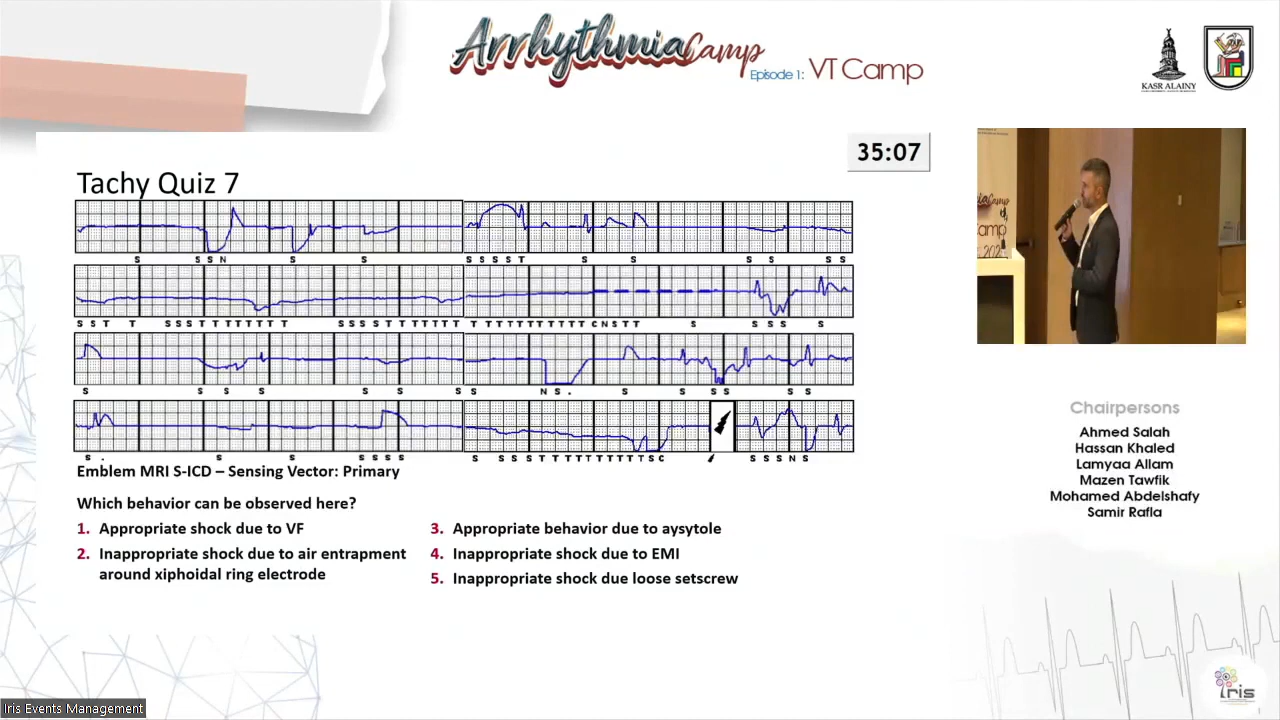 Arrhythmia Camp
Episode 1: VT Camp
KASR ALAINY
35:07
Tachy Quiz 7
S S S N S S S S S S T S S S S S S
S S T T S S S T T T T T T T T S S S S S T T T T T T T T T T T T T T T T C N S T T S S S S S
S S S S S S S S N S . S S S S S S
S . S S S S S S S S S S T T T T T T T T T S C S S S N S
Emblem MRI S-ICD – Sensing Vector: Primary
Which behavior can be observed here?
1. Appropriate shock due to VF
2. Inappropriate shock due to air entrapment
around xiphoidal ring electrode
3. Appropriate behavior due to aysytole
4. Inappropriate shock due to EMI
5. Inappropriate shock due loose setscrew
Chairpersons
Ahmed Salah
Hassan Khaled
Lamyaa Allam
Mazen Tawfik
Mohamed Abdelshafy
Samir Rafla
iris
Iris Events Management